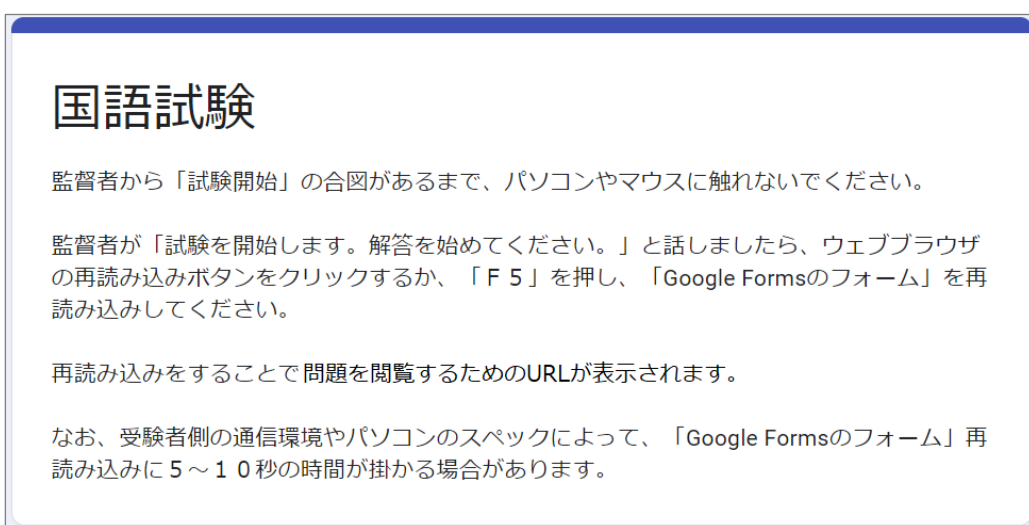 国語試験
監督者から「試験開始」の合図があるまで、パソコンやマウスに触れないでください。
監督者が「試験を開始します。解答を始めてください。」と話しましたら、ウェブブラウザ
の再読み込みボタンをクリックするか、「Ｆ５」を押し、「Google Formsのフォーム」を再
読み込みしてください。
再読み込みをすることで問題を閲覧するためのURLが表示されます。
なお、受験者側の通信環境やパソコンのスペックによって、「Google Formsのフォーム」再
読み込みに５～１０秒の時間が掛かる場合があります。